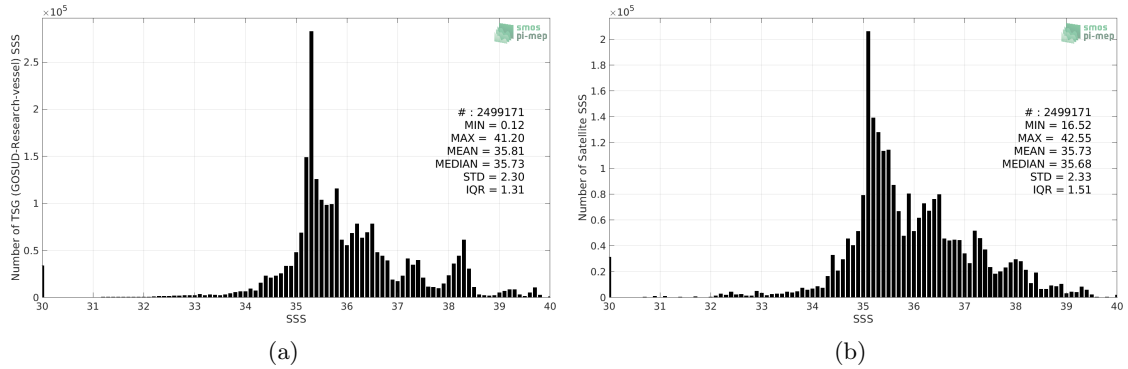 ×10⁵
smos
pi-mep
Number of TSG (GOSUD-Research-vessel) SSS
2.5
2
1.5
1
0.5
0
# : 2499171
MIN = 0.12
MAX = 41.20
MEAN = 35.81
MEDIAN = 35.73
STD = 2.30
IQR = 1.31
30 31 32 33 34 35 36 37 38 39 40
SSS
(a)
×10⁵
smos
pi-mep
Number of Satellite SSS
2
1.8
1.6
1.4
1.2
1
0.8
0.6
0.4
0.2
0
# : 2499171
MIN = 16.52
MAX = 42.55
MEAN = 35.73
MEDIAN = 35.68
STD = 2.33
IQR = 1.51
30 31 32 33 34 35 36 37 38 39 40
SSS
(b)